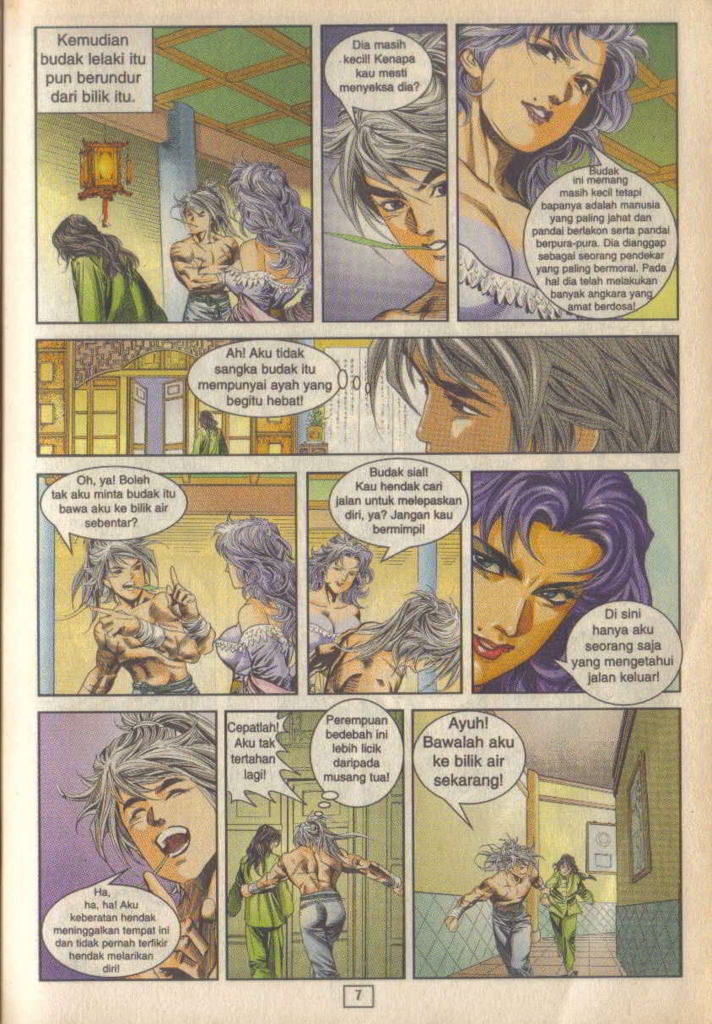 Kemudian
budak lelaki itu
pun berundur
dari bilik itu.
Dia masih
kecil! Kenapa
kau mesti
menyeksa dia?
Budak
ini memang
masih kecil tetapi
bapanya adalah manusia
yang paling jahat dan
pandai berlakon serta pandai
berpura-pura. Dia dianggap
sebagai seorang pendekar
yang paling bermoral. Pada
hal dia telah melakukan
banyak angkara yang
amat berdosa!
Ah! Aku tidak
sangka budak itu
mempunyai ayah yang
begitu hebat!
Oh, ya! Boleh
tak aku minta budak itu
bawa aku ke bilik air
sebentar?
Budak sial!
Kau hendak cari
jalan untuk melepaskan
diri, ya? Jangan kau
bermimpi!
Di sini
hanya aku
seorang saja
yang mengetahui
jalan keluar!
Ha,
ha, ha! Aku
keberatan hendak
meninggalkan tempat ini
dan tidak pernah terfikir
hendak melarikan
diri!
Cepatlah!
Aku tak
tertahan
lagi!
Perempuan
bedebah ini
lebih licik
daripada
musang tua!
Ayuh!
Bawalah aku
ke bilik air
sekarang!
7